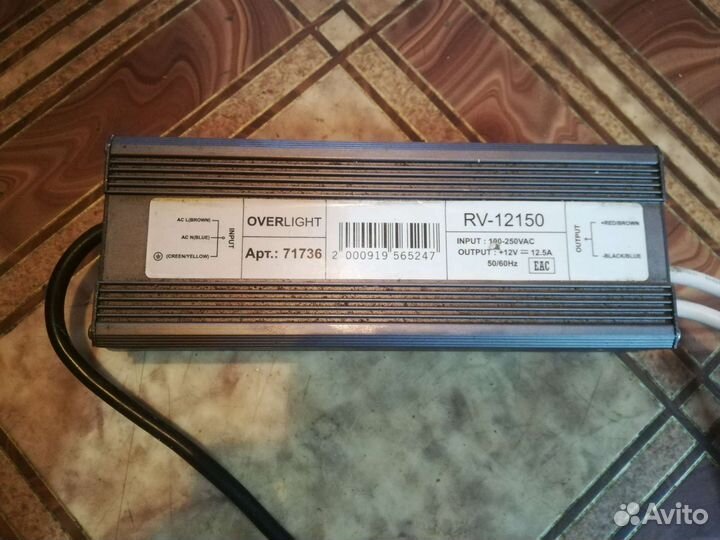 AC L(BROWN)
AC N(BLUE)
(GREEN/YELLOW)
INPUT
OVERLIGHT
Арт.: 71736
2 000919 565247
RV-12150
INPUT : 100-250VAC
OUTPUT : +12V ⎓ 12.5A
50/60Hz
EAC
OUTPUT
+RED/BROWN
-BLACK/BLUE
Avito